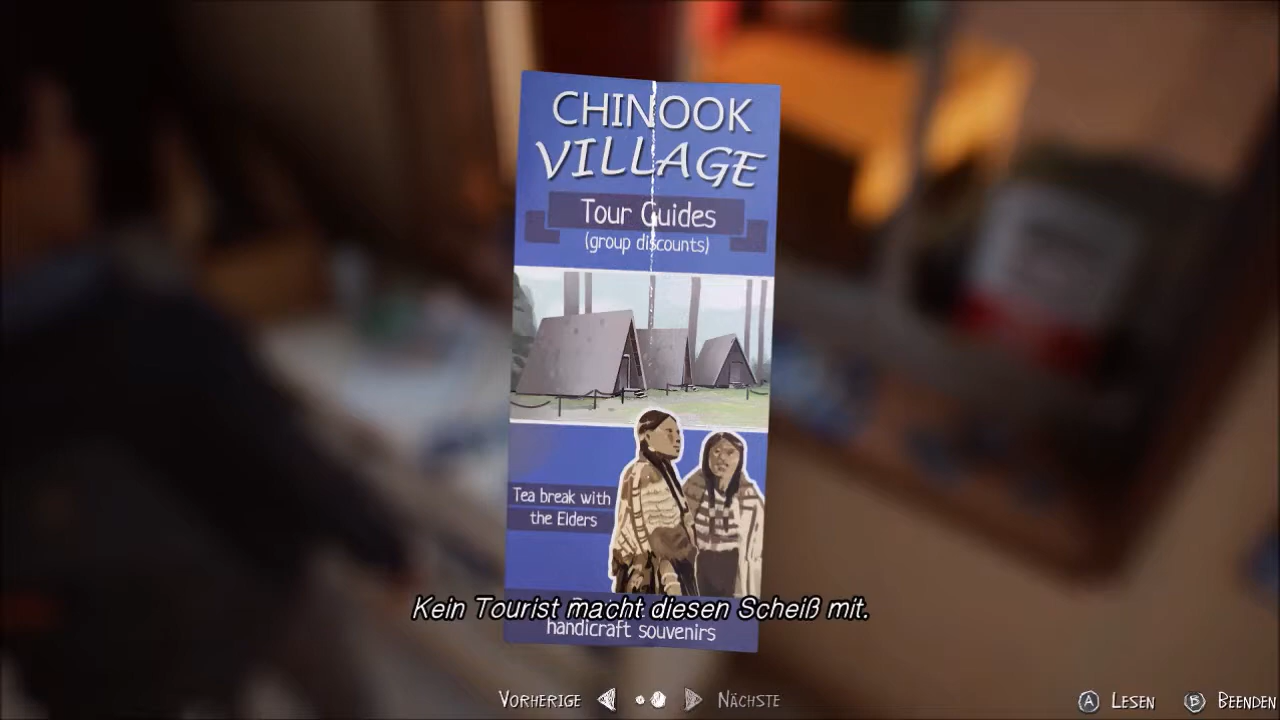 CHINOOK
VILLAGE
Tour Guides
(group discounts)
Tea break with
the Elders
Kein Tourist macht diesen Scheiß mit.
handicraft souvenirs
VORHERIGE
NÄCHSTE
A LESEN
B BEENDEN